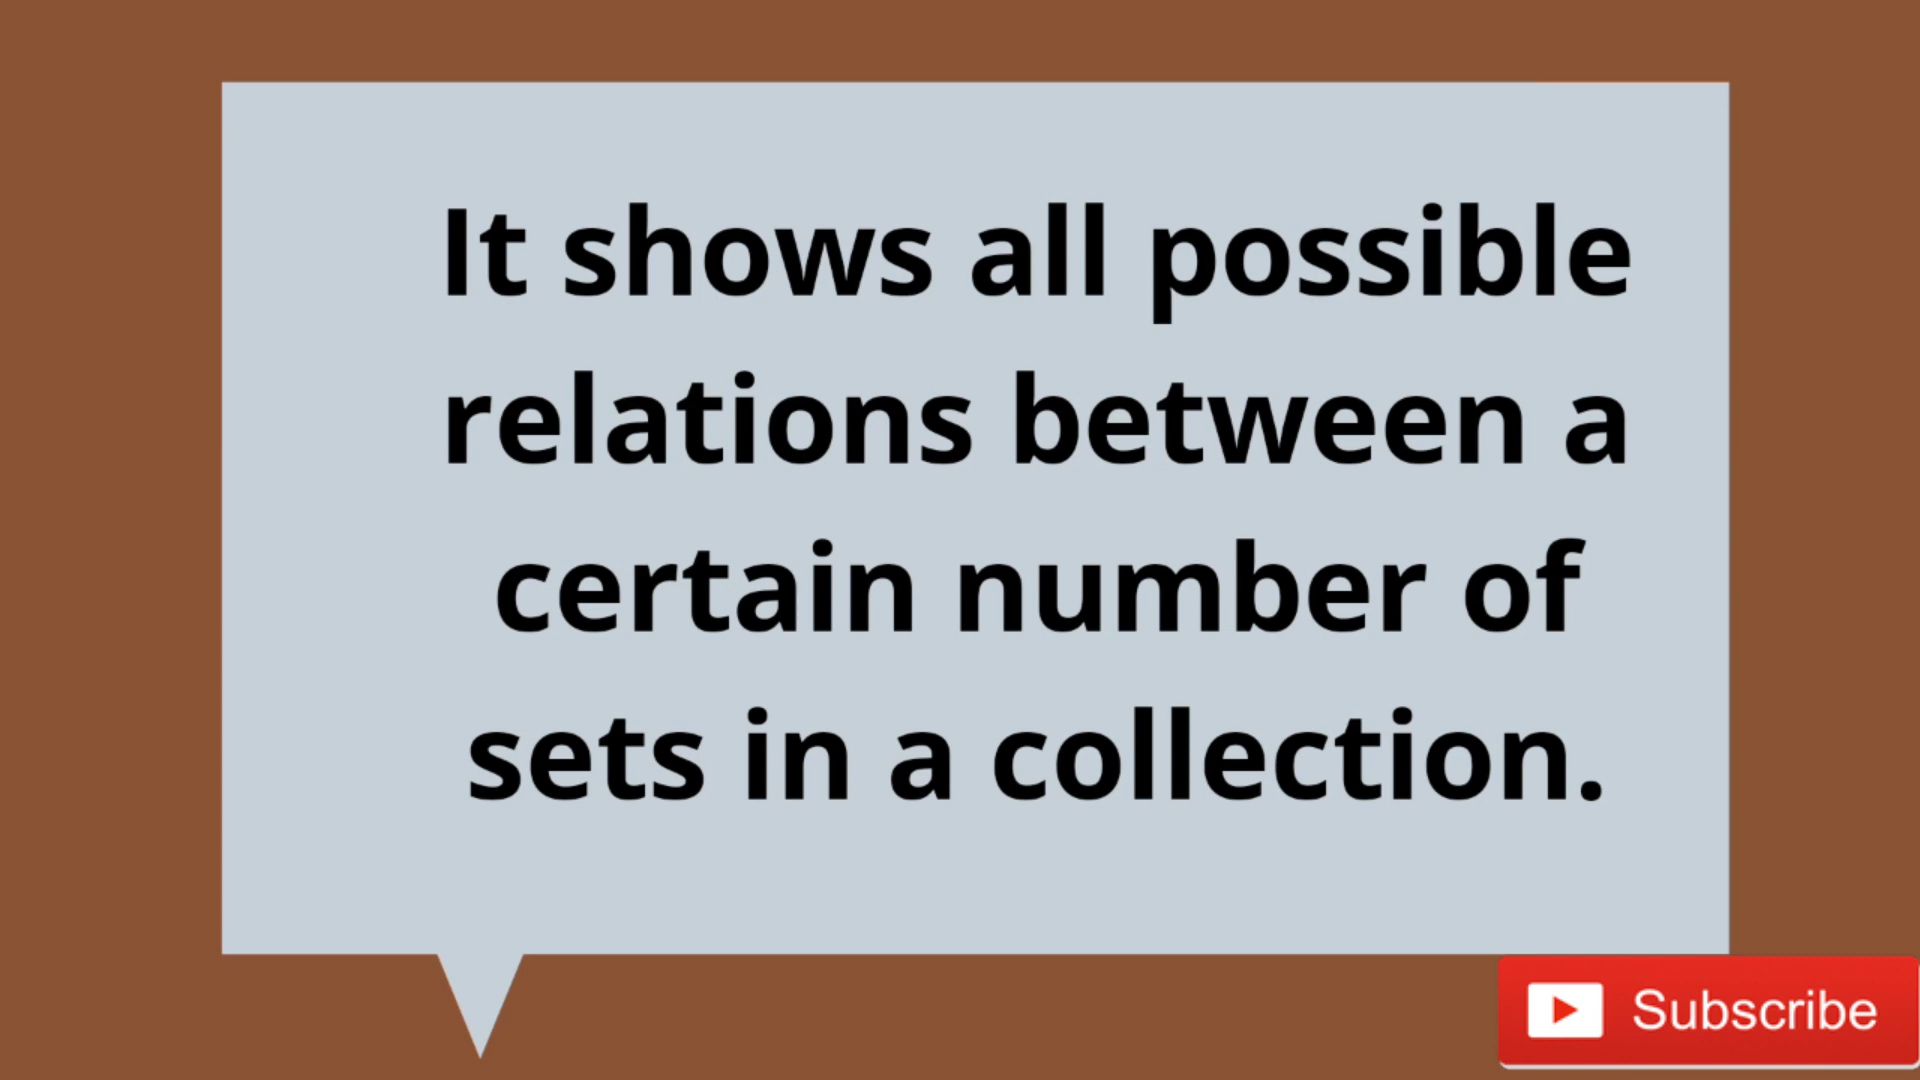 It shows all possible
relations between a
certain number of
sets in a collection.
Subscribe